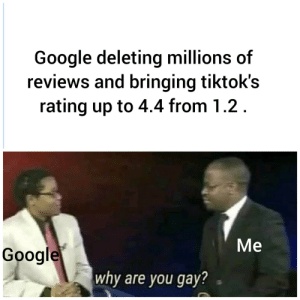 Google deleting millions of
reviews and bringing tiktok's
rating up to 4.4 from 1.2 .
Me
Google
why are you gay?